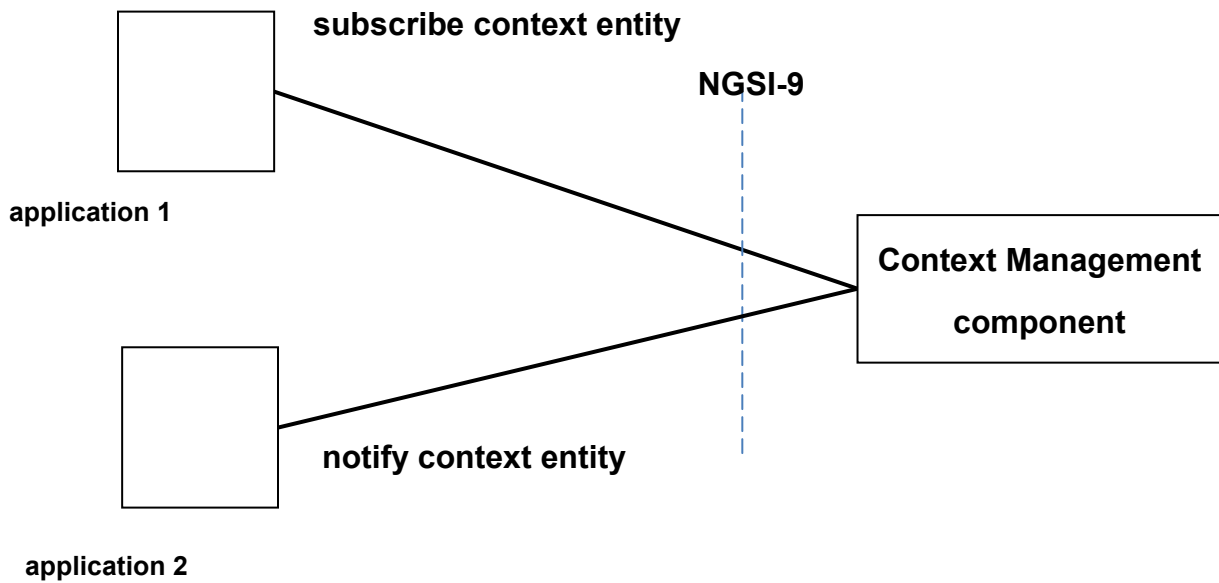 subscribe context entity
NGSI-9
application 1
Context Management
component
notify context entity
application 2